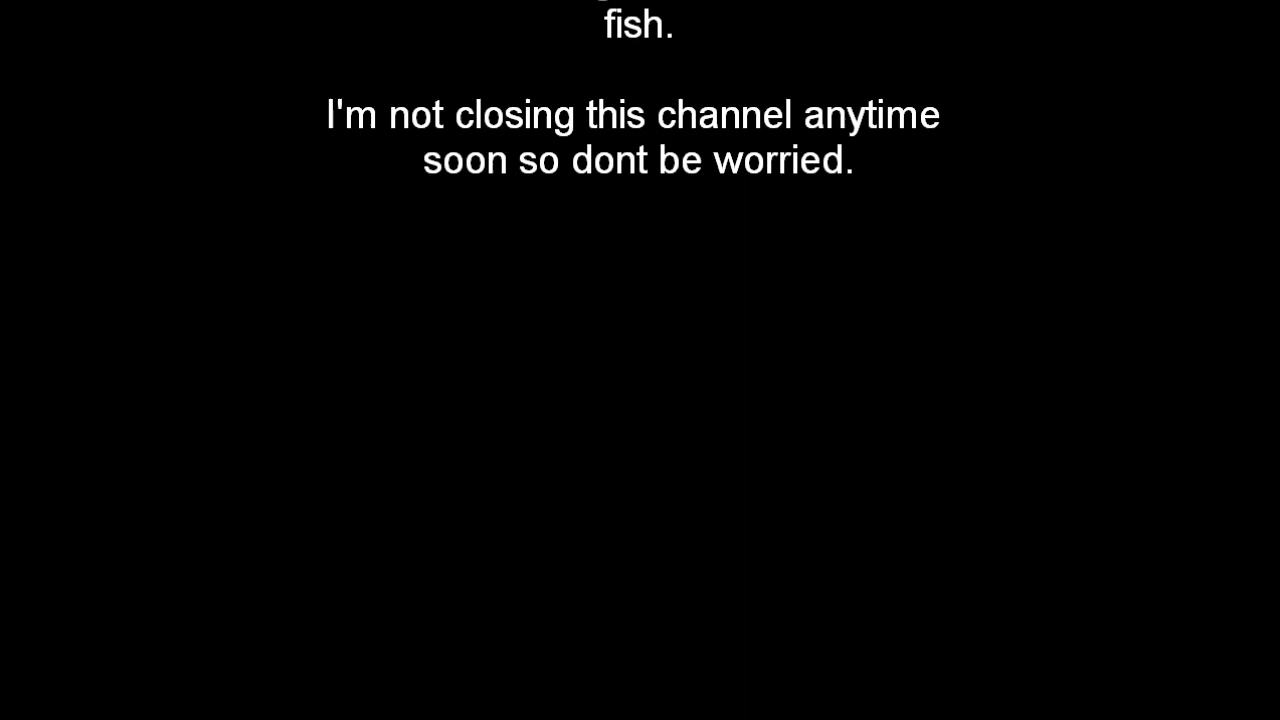 fish.
I'm not closing this channel anytime
soon so dont be worried.